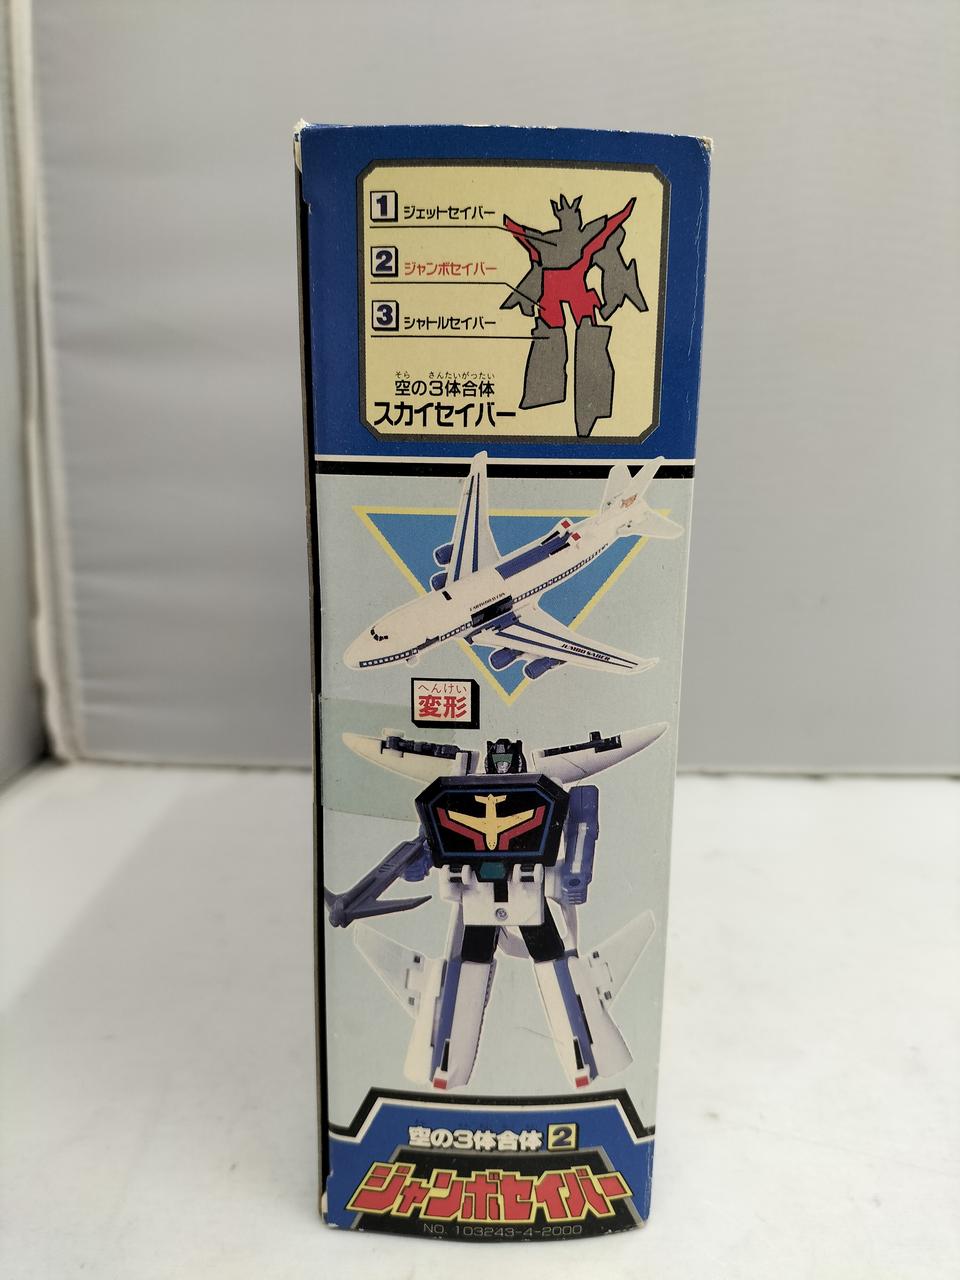 1 ジェットセイバー
2 ジャンボセイバー
3 シャトルセイバー
そら さんたいがったい
空の3体合体
スカイセイバー
JUMBO SABER
へんけい
変形
空の3体合体 2
ジャンボセイバー
NO. 103243-4-2000